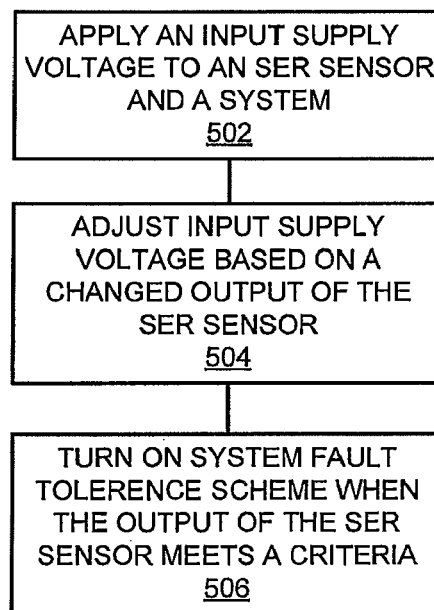 APPLY AN INPUT SUPPLY
VOLTAGE TO AN SER SENSOR
AND A SYSTEM
502
ADJUST INPUT SUPPLY
VOLTAGE BASED ON A
CHANGED OUTPUT OF THE
SER SENSOR
504
TURN ON SYSTEM FAULT
TOLERENCE SCHEME WHEN
THE OUTPUT OF THE SER
SENSOR MEETS A CRITERIA
506